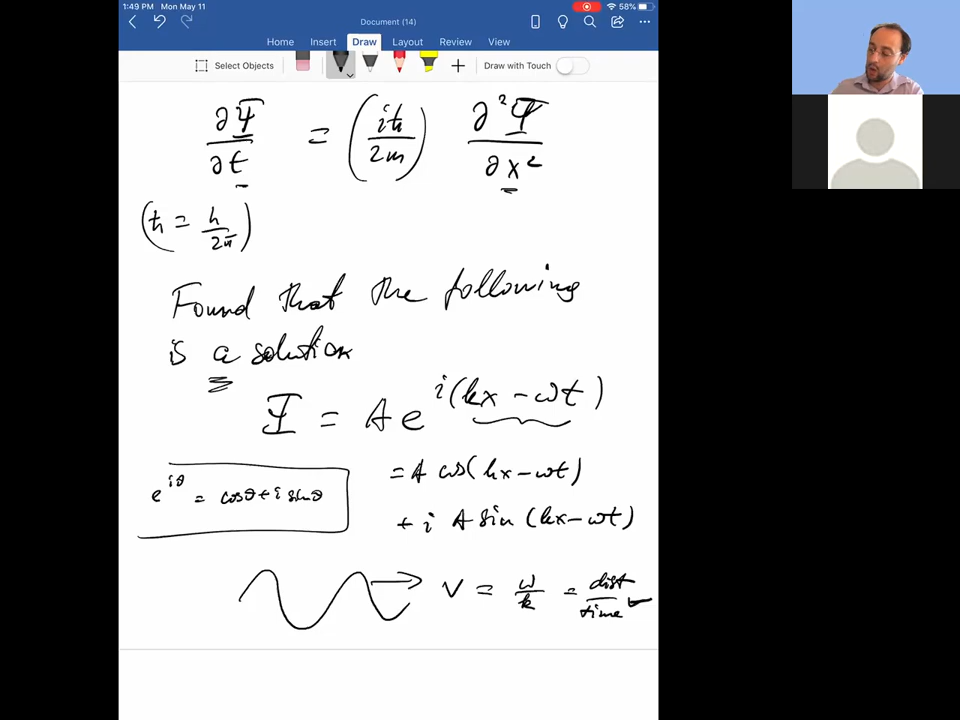 1:49 PM Mon May 11
58%
Document (14)
Home Insert Draw Layout Review View
Select Objects
Draw with Touch
∂Ψ/∂t = (iħ/2m) ∂²Ψ/∂x²
(ħ = h/2π)
Found that the following
is a solution
Ψ = A e^{i(kx - ωt)}
= A cos(kx - ωt)
e^{iθ} = cosθ + i sinθ
+ i A sin(kx - ωt)
V = ω/k = dist/time